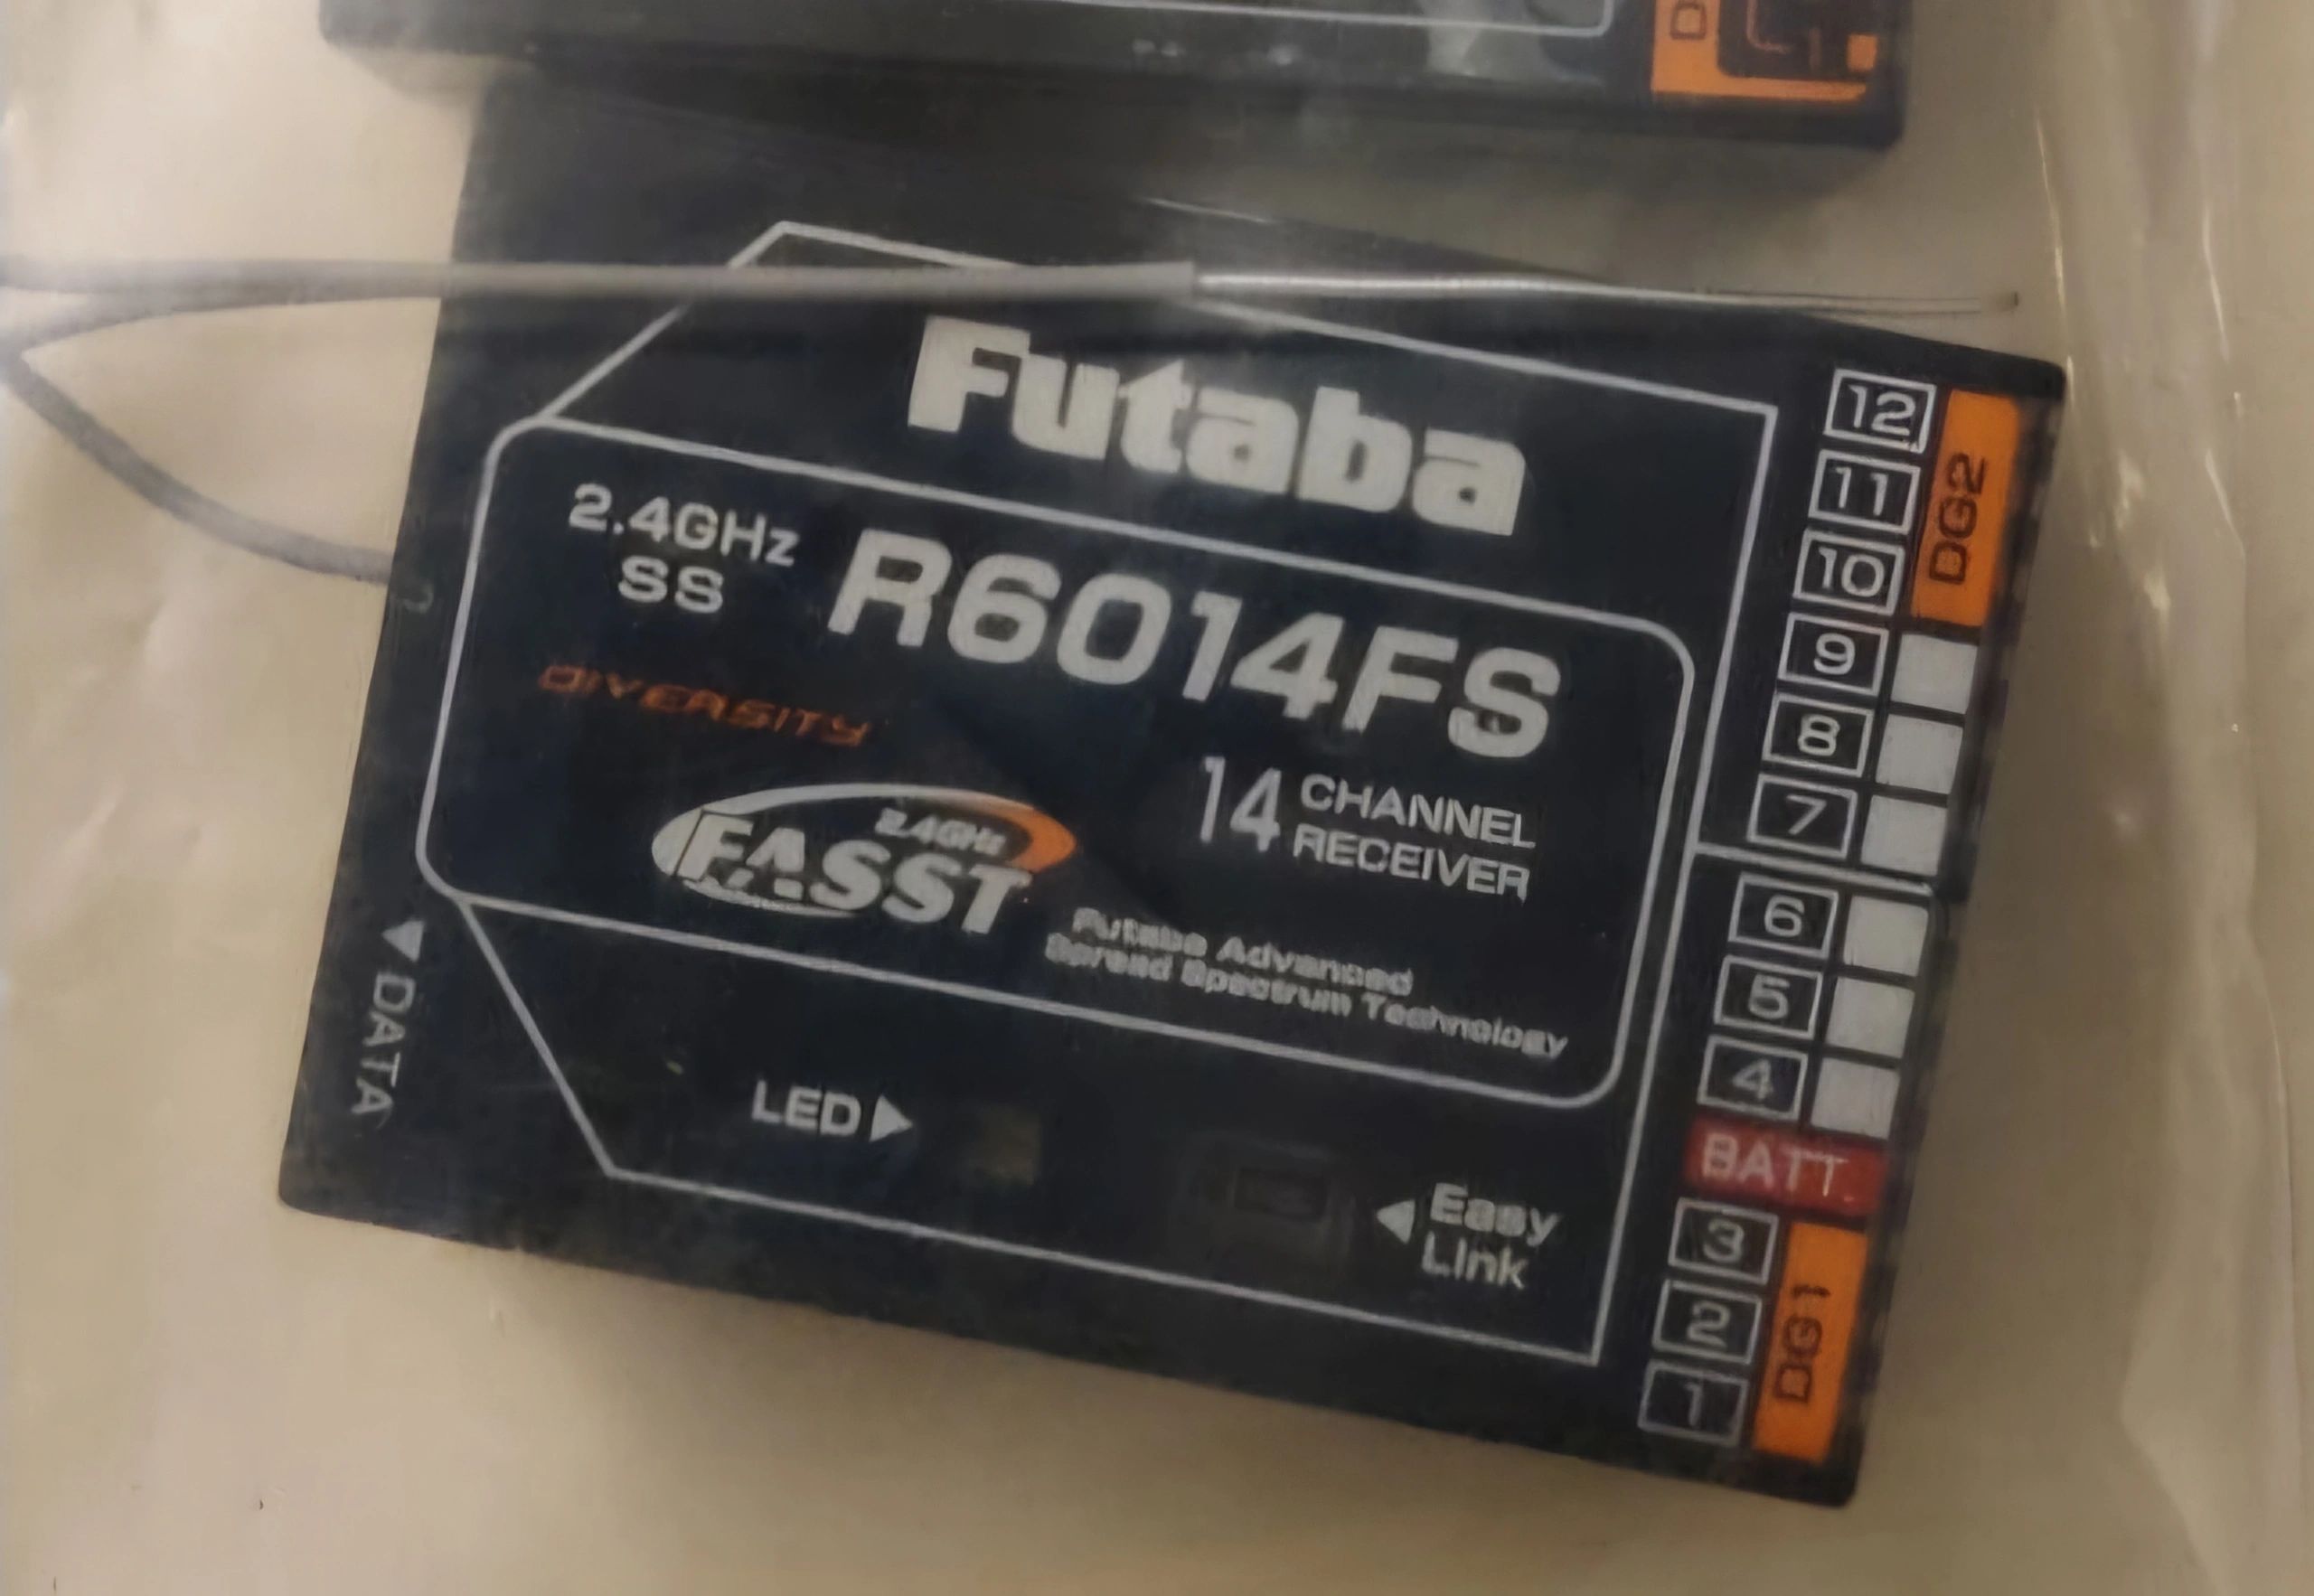 D
Futaba
2.4GHz
SS
R6014FS
DIVERSITY
14 CHANNEL
RECEIVER
2.4GHz
FASST
Futaba Advanced
Spread Spectrum Technology
DATA
LED
Easy
Link
12
11
10
DG2
9
8
7
6
5
4
BATT.
3
2
1
DG1